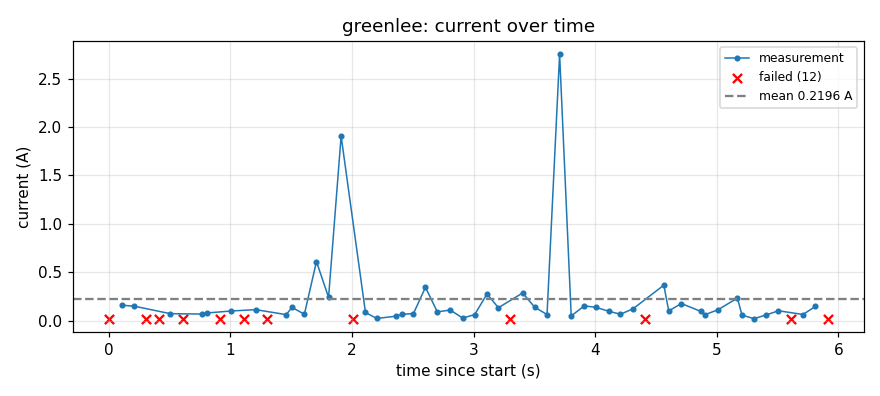 greenlee: current over time
measurement
failed (12)
mean 0.2196 A
current (A)
2.5
2.0
1.5
1.0
0.5
0.0
0 1 2 3 4 5 6
time since start (s)